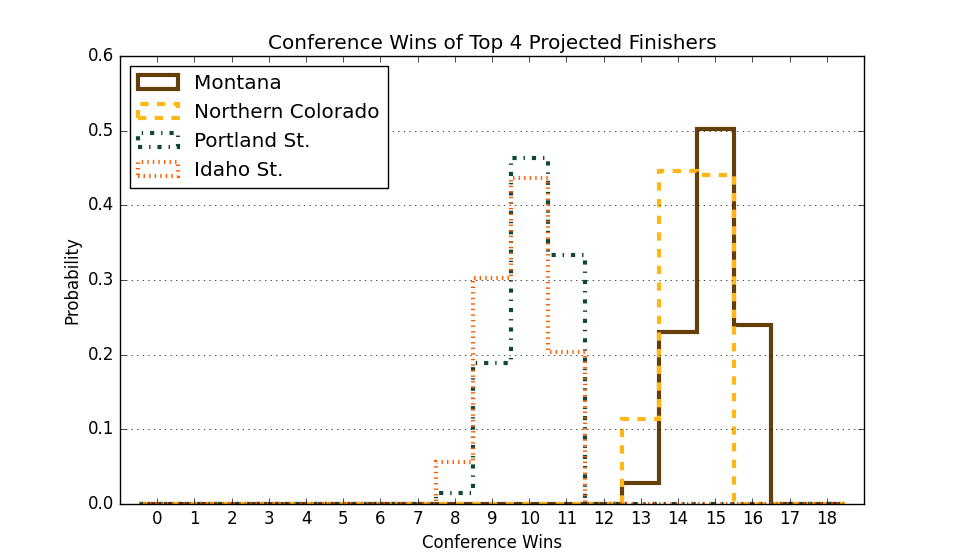 Conference Wins of Top 4 Projected Finishers
0.6
0.5
0.4
0.3
0.2
0.1
0.0
Probability
Montana
Northern Colorado
Portland St.
Idaho St.
0 1 2 3 4 5 6 7 8 9 10 11 12 13 14 15 16 17 18
Conference Wins